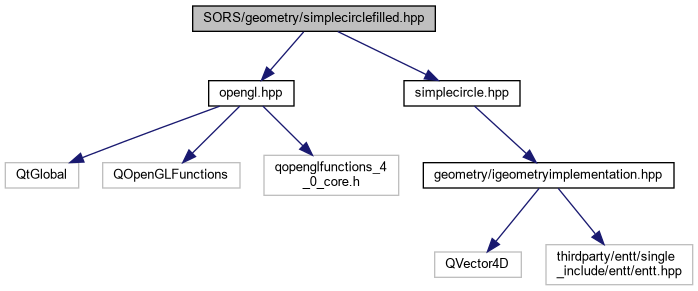 SORS/geometry/simplecirclefilled.hpp
opengl.hpp
simplecircle.hpp
QtGlobal
QOpenGLFunctions
qopenglfunctions_4
_0_core.h
geometry/igeometryimplementation.hpp
QVector4D
thirdparty/entt/single
_include/entt/entt.hpp